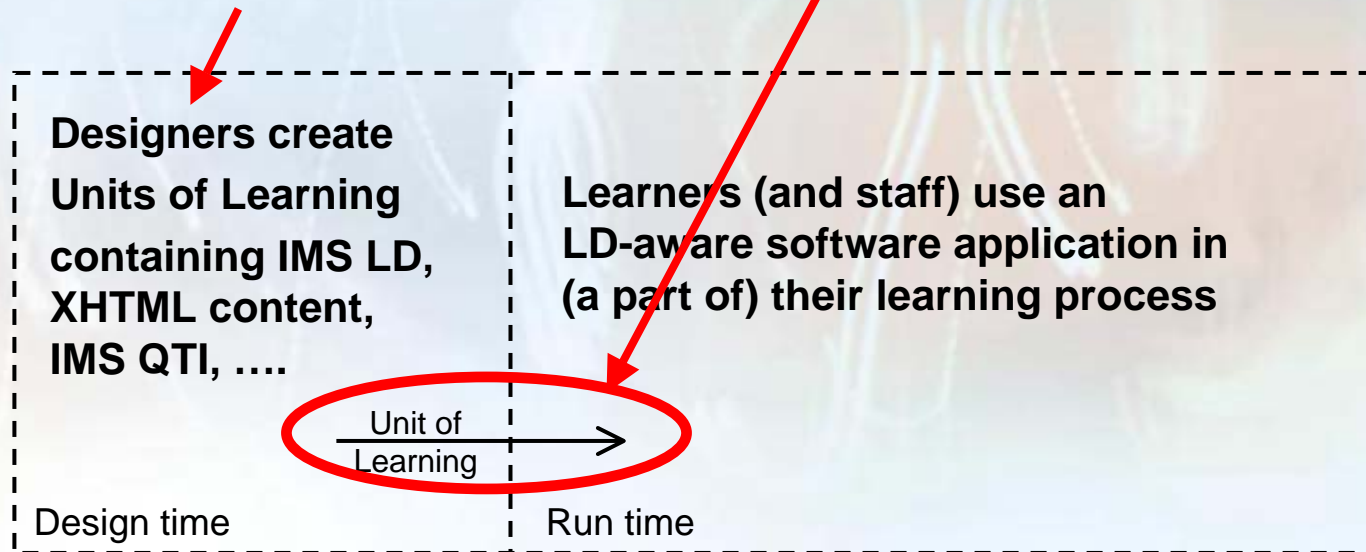 Designers create
Units of Learning
containing IMS LD,
XHTML content,
IMS QTI, ….
Learners (and staff) use an
LD-aware software application in
(a part of) their learning process
Unit of
Learning
Design time
Run time